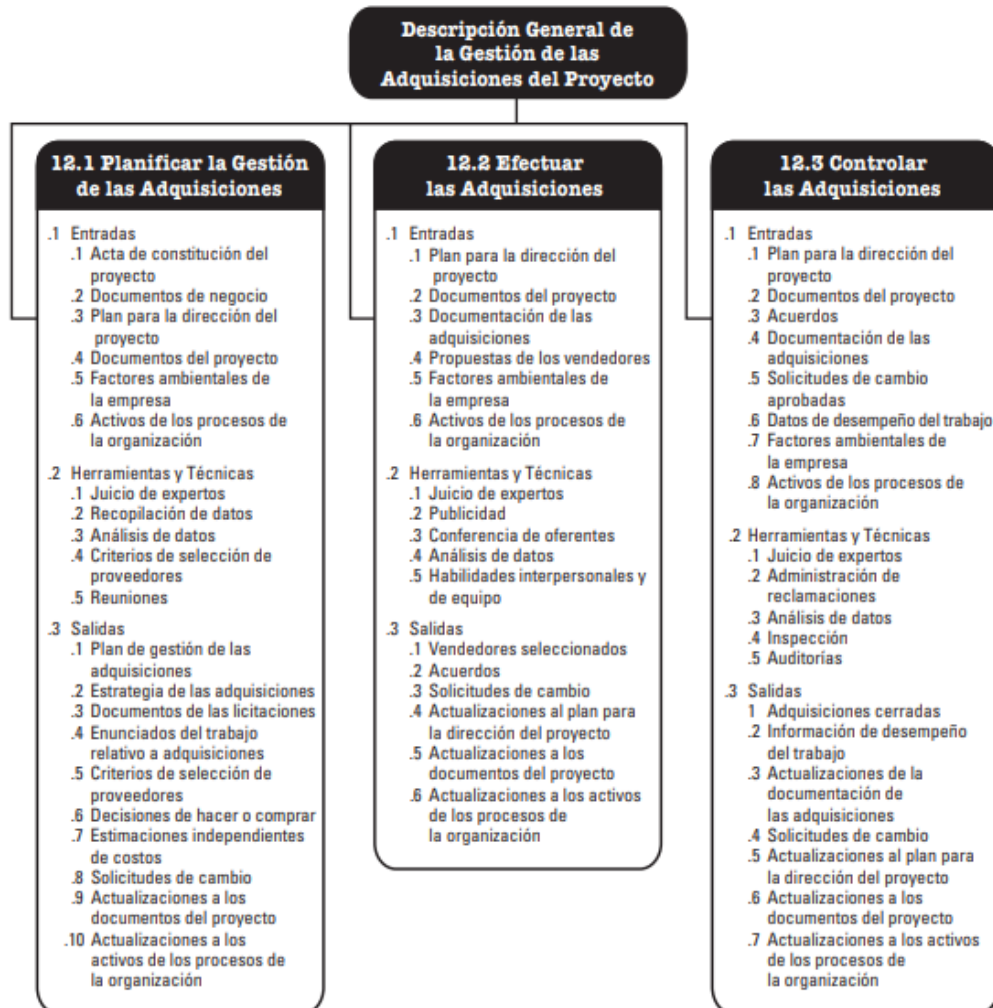 Descripción General de
la Gestión de las
Adquisiciones del Proyecto
12.1 Planificar la Gestión
de las Adquisiciones
.1 Entradas
.1 Acta de constitución del
proyecto
.2 Documentos de negocio
.3 Plan para la dirección del
proyecto
.4 Documentos del proyecto
.5 Factores ambientales de
la empresa
.6 Activos de los procesos de
la organización
.2 Herramientas y Técnicas
.1 Juicio de expertos
.2 Recopilación de datos
.3 Análisis de datos
.4 Criterios de selección de
proveedores
.5 Reuniones
.3 Salidas
.1 Plan de gestión de las
adquisiciones
.2 Estrategia de las adquisiciones
.3 Documentos de las licitaciones
.4 Enunciados del trabajo
relativo a adquisiciones
.5 Criterios de selección de
proveedores
.6 Decisiones de hacer o comprar
.7 Estimaciones independientes
de costos
.8 Solicitudes de cambio
.9 Actualizaciones a los
documentos del proyecto
.10 Actualizaciones a los
activos de los procesos de
la organización
12.2 Efectuar
las Adquisiciones
.1 Entradas
.1 Plan para la dirección del
proyecto
.2 Documentos del proyecto
.3 Documentación de las
adquisiciones
.4 Propuestas de los vendedores
.5 Factores ambientales de
la empresa
.6 Activos de los procesos de
la organización
.2 Herramientas y Técnicas
.1 Juicio de expertos
.2 Publicidad
.3 Conferencia de oferentes
.4 Análisis de datos
.5 Habilidades interpersonales y
de equipo
.3 Salidas
.1 Vendedores seleccionados
.2 Acuerdos
.3 Solicitudes de cambio
.4 Actualizaciones al plan para
la dirección del proyecto
.5 Actualizaciones a los
documentos del proyecto
.6 Actualizaciones a los activos
de los procesos de
la organización
12.3 Controlar
las Adquisiciones
.1 Entradas
.1 Plan para la dirección del
proyecto
.2 Documentos del proyecto
.3 Acuerdos
.4 Documentación de las
adquisiciones
.5 Solicitudes de cambio
aprobadas
.6 Datos de desempeño del trabajo
.7 Factores ambientales de
la empresa
.8 Activos de los procesos de
la organización
.2 Herramientas y Técnicas
.1 Juicio de expertos
.2 Administración de
reclamaciones
.3 Análisis de datos
.4 Inspección
.5 Auditorías
.3 Salidas
1 Adquisiciones cerradas
.2 Información de desempeño
del trabajo
.3 Actualizaciones de la
documentación de
las adquisiciones
.4 Solicitudes de cambio
.5 Actualizaciones al plan para
la dirección del proyecto
.6 Actualizaciones a los
documentos del proyecto
.7 Actualizaciones a los activos
de los procesos de
la organización